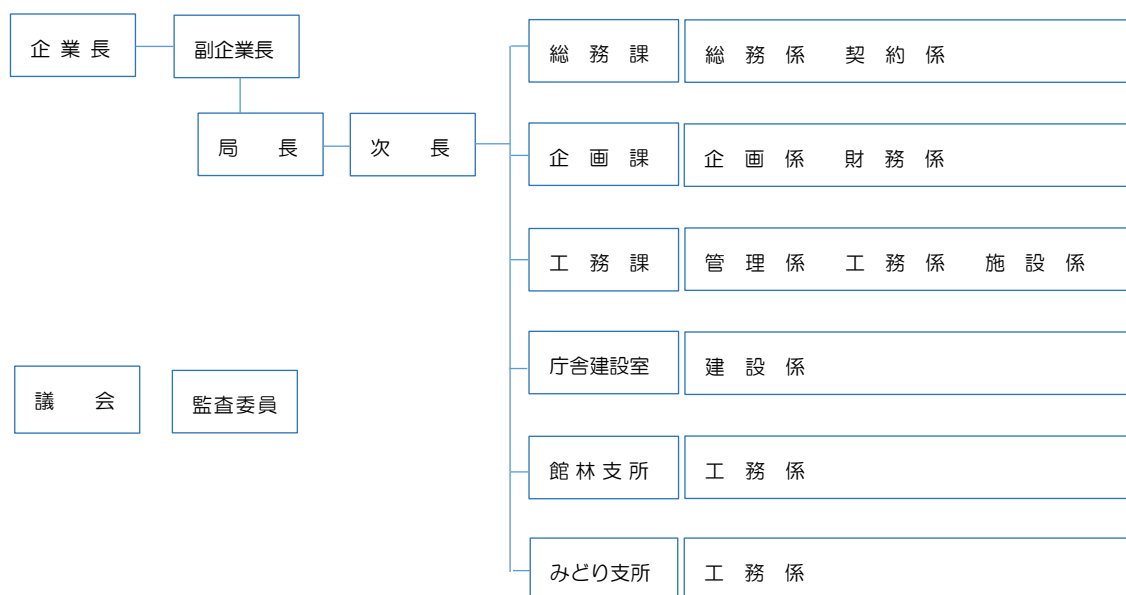 企業長
副企業長
局長
次長
総務課
総務係 契約係
企画課
企画係 財務係
工務課
管理係 工務係 施設係
庁舎建設室
建設係
館林支所
工務係
みどり支所
工務係
議会
監査委員